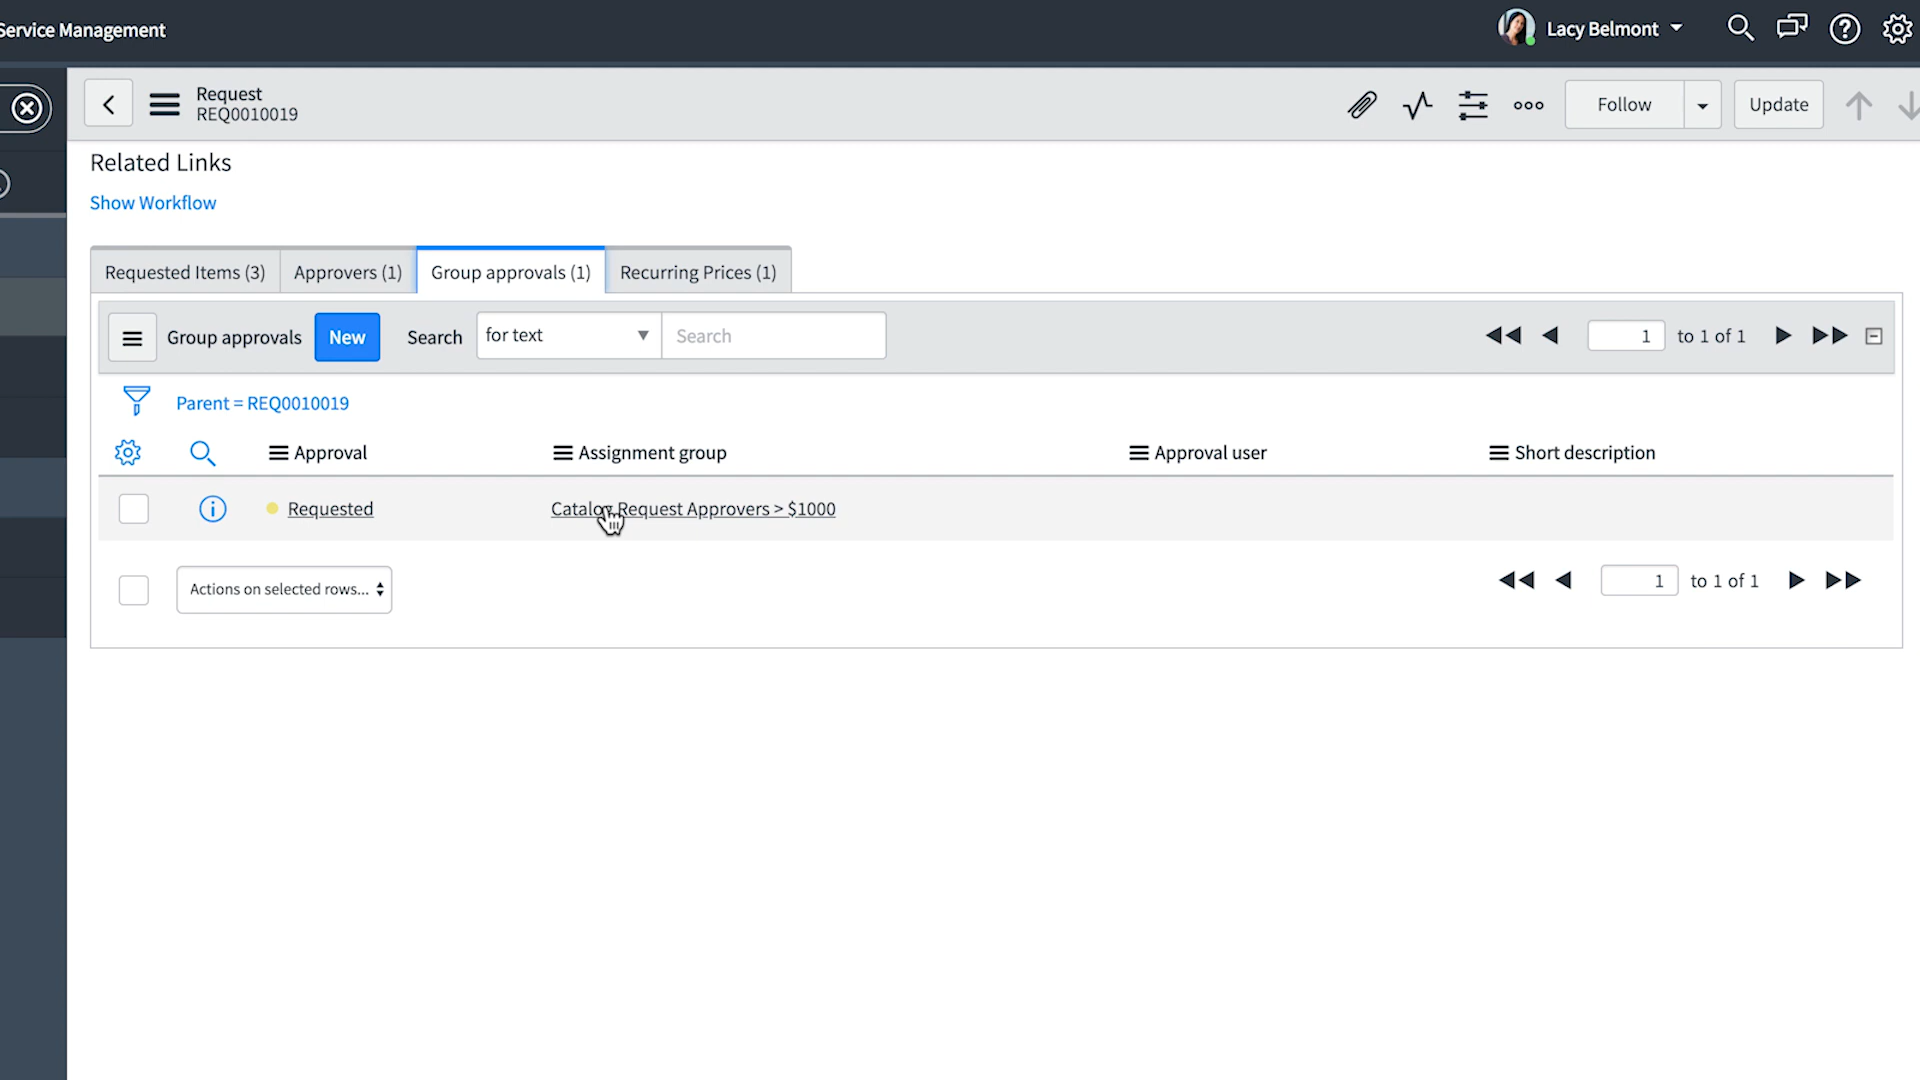 Service Management
Lacy Belmont
Request
REQ0010019
Follow
Update
Related Links
Show Workflow
Requested Items (3)
Approvers (1)
Group approvals (1)
Recurring Prices (1)
Group approvals
New
Search
for text
Search
1
to 1 of 1
Parent = REQ0010019
Approval
Assignment group
Approval user
Short description
Requested
Catalog Request Approvers > $1000
Actions on selected rows...
1
to 1 of 1